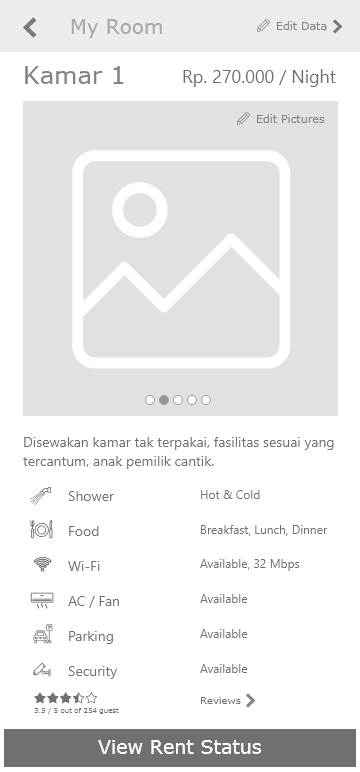 My Room
Edit Data
Kamar 1
Rp. 270.000 / Night
Edit Pictures
Disewakan kamar tak terpakai, fasilitas sesuai yang
tercantum, anak pemilik cantik.
Shower
Hot & Cold
Food
Breakfast, Lunch, Dinner
Wi-Fi
Available, 32 Mbps
AC / Fan
Available
Parking
Available
Security
Available
3.5 / 5 out of 254 guest
Reviews
View Rent Status